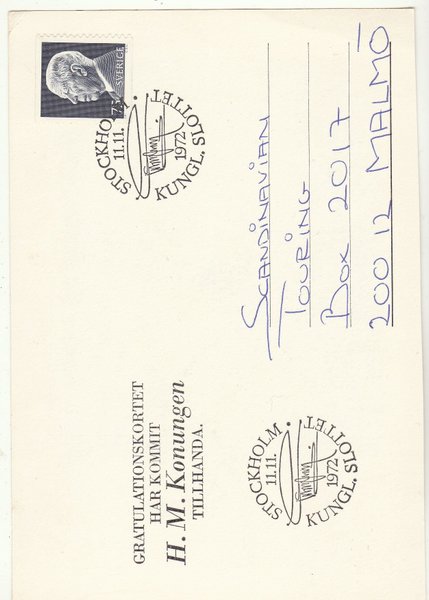 SVERIGE
75
STOCKHOLM.
11.11.
1972
KUNGL. SLOTTET
GRATULATIONSKORTET
HAR KOMMIT
H. M. Konungen
TILLHANDA.
STOCKHOLM.
11.11.
1972
KUNGL. SLOTTET
SCANDINAVIAN
TOURING
BOX 2017
200 12 MALMÖ